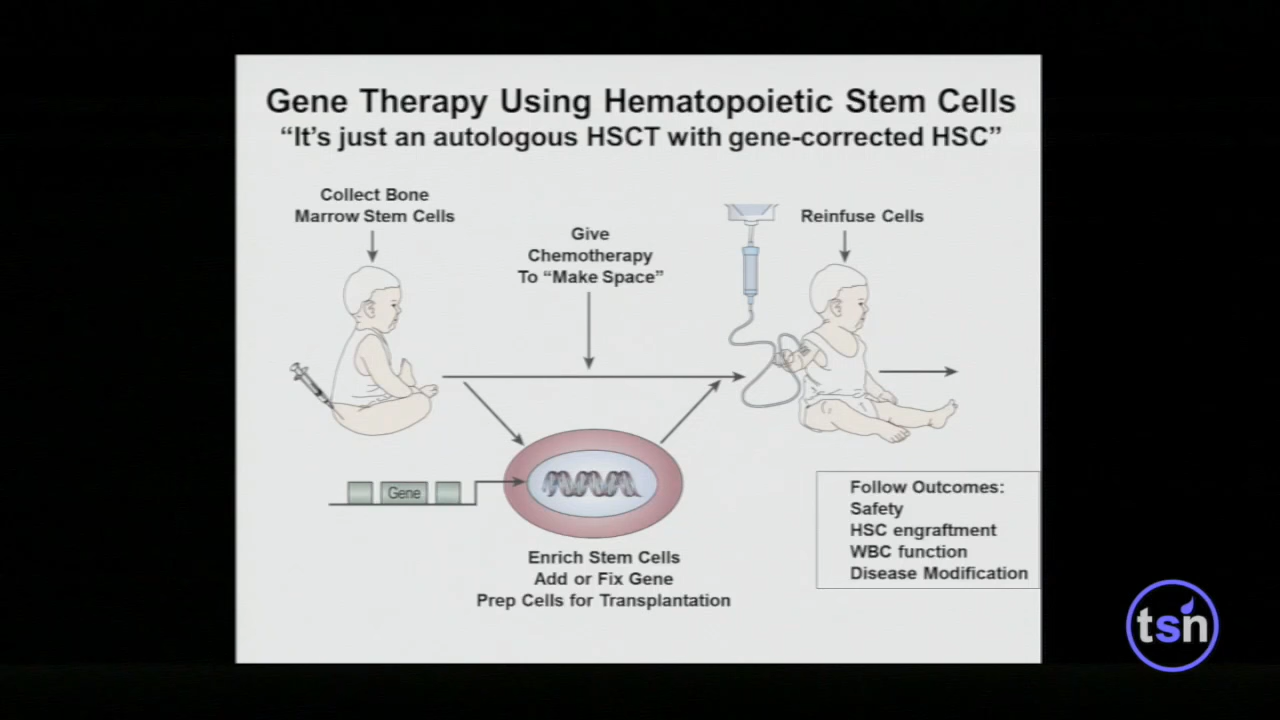 Gene Therapy Using Hematopoietic Stem Cells
“It’s just an autologous HSCT with gene-corrected HSC”
Collect Bone
Marrow Stem Cells
Give
Chemotherapy
To “Make Space”
Reinfuse Cells
Gene
Enrich Stem Cells
Add or Fix Gene
Prep Cells for Transplantation
Follow Outcomes:
Safety
HSC engraftment
WBC function
Disease Modification
tsn